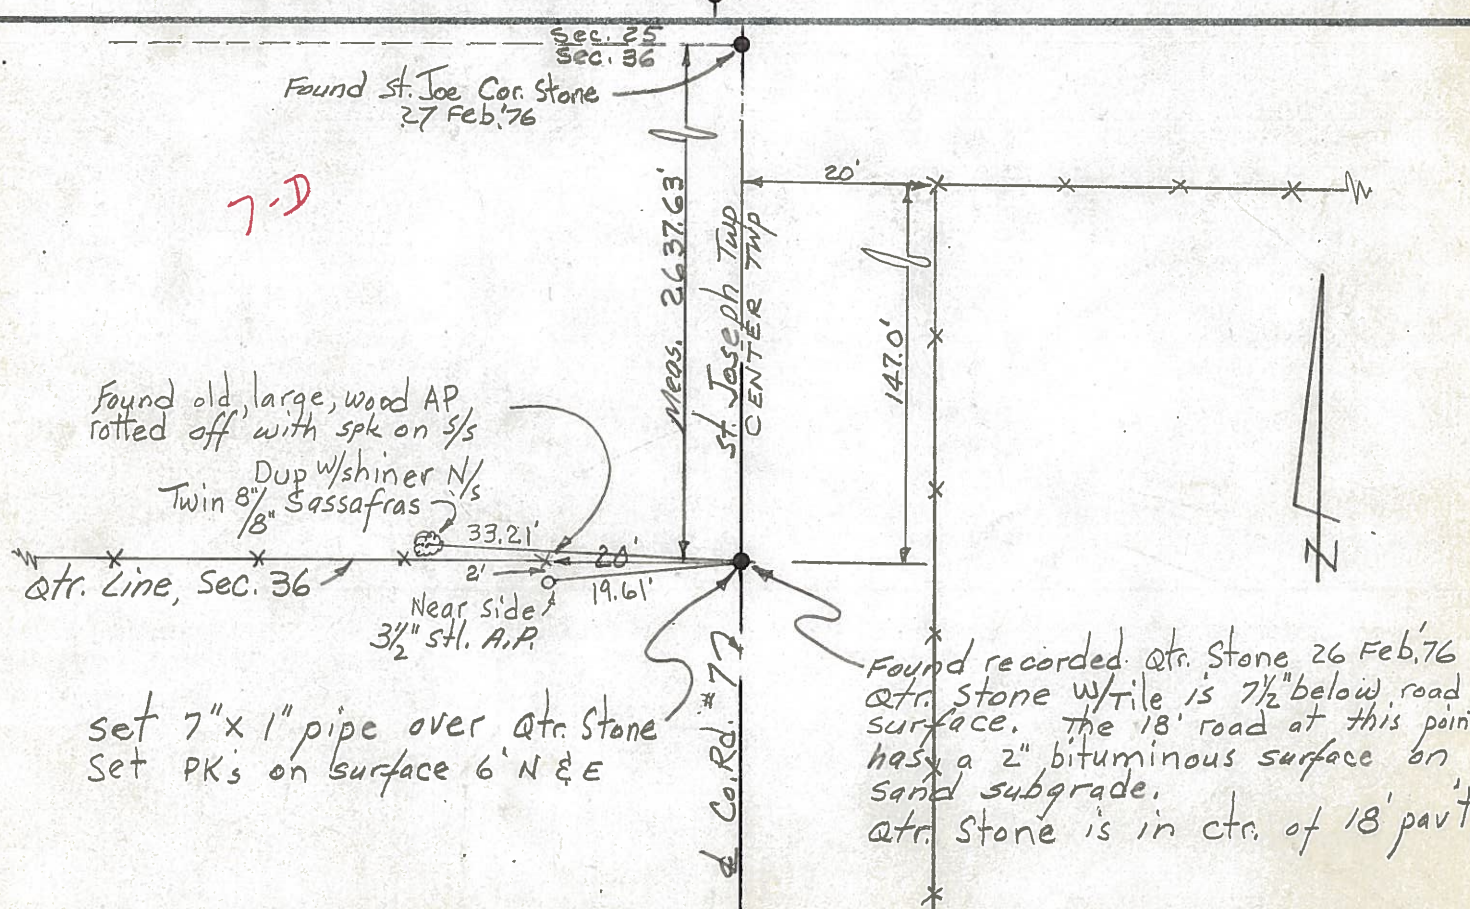 Sec. 25
Sec. 36
Found St. Joe Cor. Stone
27 Feb.'76
7-D
20'
Meas. 2637.63'
St. Joseph Twp
CENTER TWP
147.0'
Found old, large, wood AP
rotted off with spk on S/s
Dup w/shiner N/s
Twin 8"/8" Sassafras
33.21'
20'
2'
19.61'
Qtr. Line, Sec. 36
Near side
3½" Stl. A.P.
N
Set 7" x 1" pipe over Qtr. Stone
Set PKs on surface 6' N & E
Co. Rd. #77
Found recorded Qtr. Stone 26 Feb.'76
Qtr. Stone W/Tile is 7½" below road
surface. The 18' road at this poin
has a 2" bituminous surface on
sand subgrade.
Qtr. Stone is in ctr. of 18' pav't